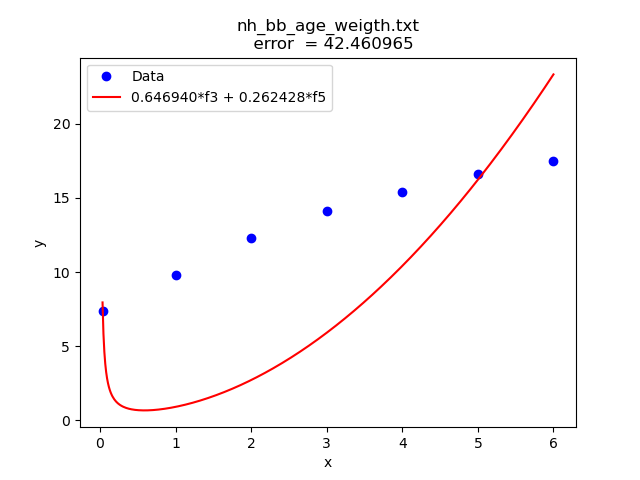 nh_bb_age_weigth.txt
error = 42.460965
Data
0.646940*f3 + 0.262428*f5
20
15
10
5
0
y
0 1 2 3 4 5 6
x